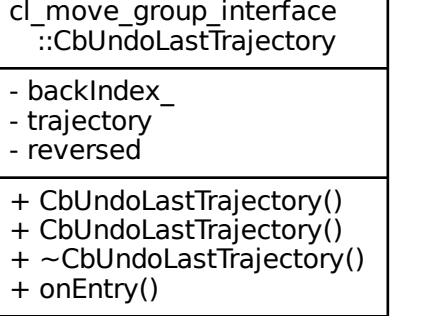 cl_move_group_interface
::CbUndoLastTrajectory
- backIndex_
- trajectory
- reversed
+ CbUndoLastTrajectory()
+ CbUndoLastTrajectory()
+ ~CbUndoLastTrajectory()
+ onEntry()